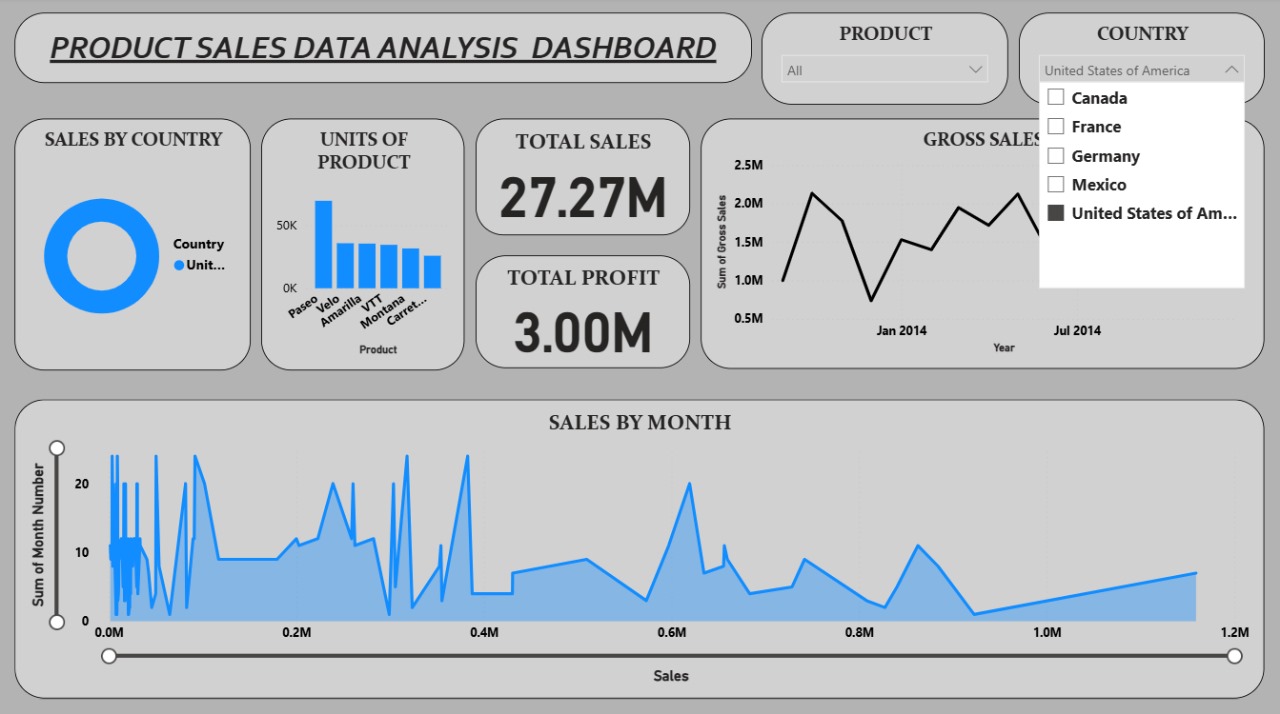 PRODUCT SALES DATA ANALYSIS DASHBOARD
PRODUCT
All
COUNTRY
United States of America
Canada
France
Germany
Mexico
United States of Am...
SALES BY COUNTRY
Country
Unit...
UNITS OF
PRODUCT
50K
0K
Paseo
Velo
Amarilla
VTT
Montana
Carret...
Product
TOTAL SALES
27.27M
TOTAL PROFIT
3.00M
GROSS SALES
Sum of Gross Sales
2.5M
2.0M
1.5M
1.0M
0.5M
Jan 2014
Jul 2014
Year
SALES BY MONTH
Sum of Month Number
20
10
0
0.0M
0.2M
0.4M
0.6M
0.8M
1.0M
1.2M
Sales